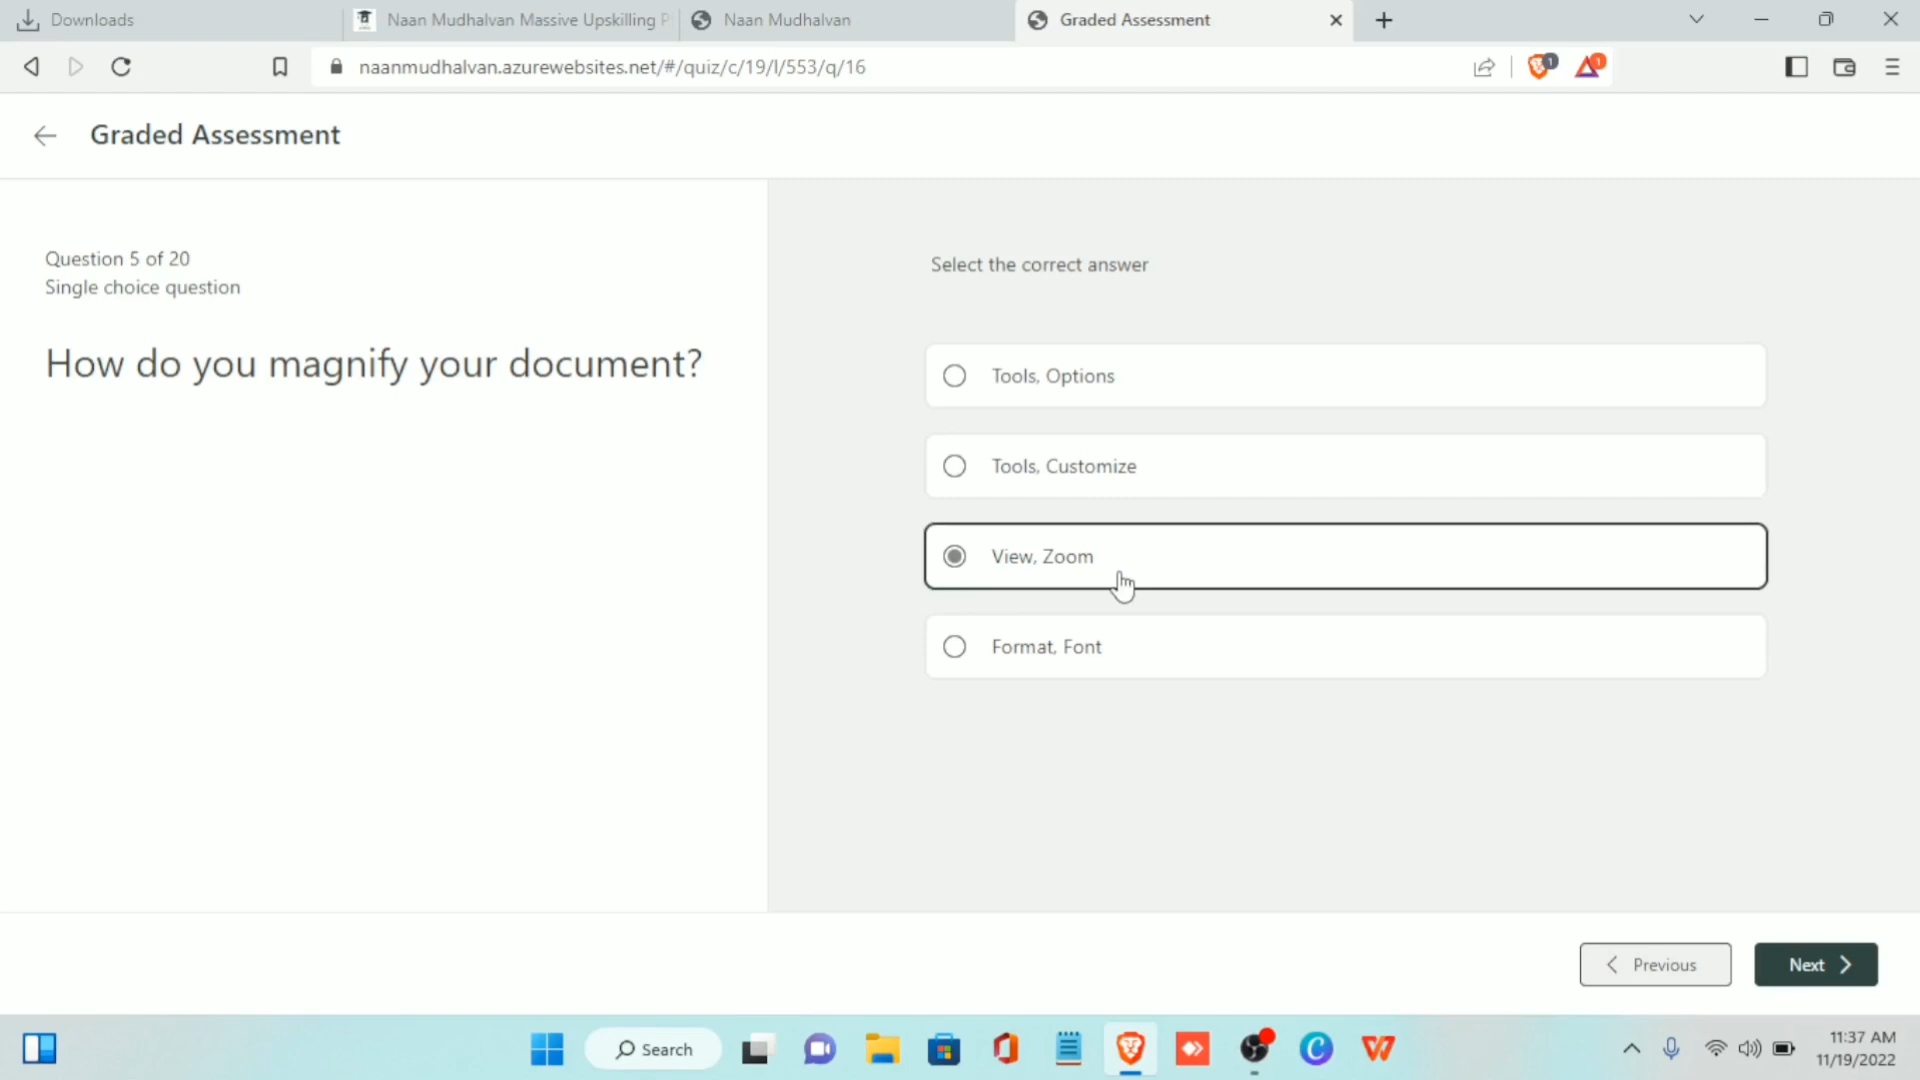 Downloads
Naan Mudhalvan Massive Upskilling P
Naan Mudhalvan
Graded Assessment
naanmudhalvan.azurewebsites.net/#/quiz/c/19/l/553/q/16
1
1
Graded Assessment
Question 5 of 20
Single choice question
How do you magnify your document?
Select the correct answer
Tools, Options
Tools, Customize
View, Zoom
Format, Font
Previous
Next
Search
11:37 AM
11/19/2022